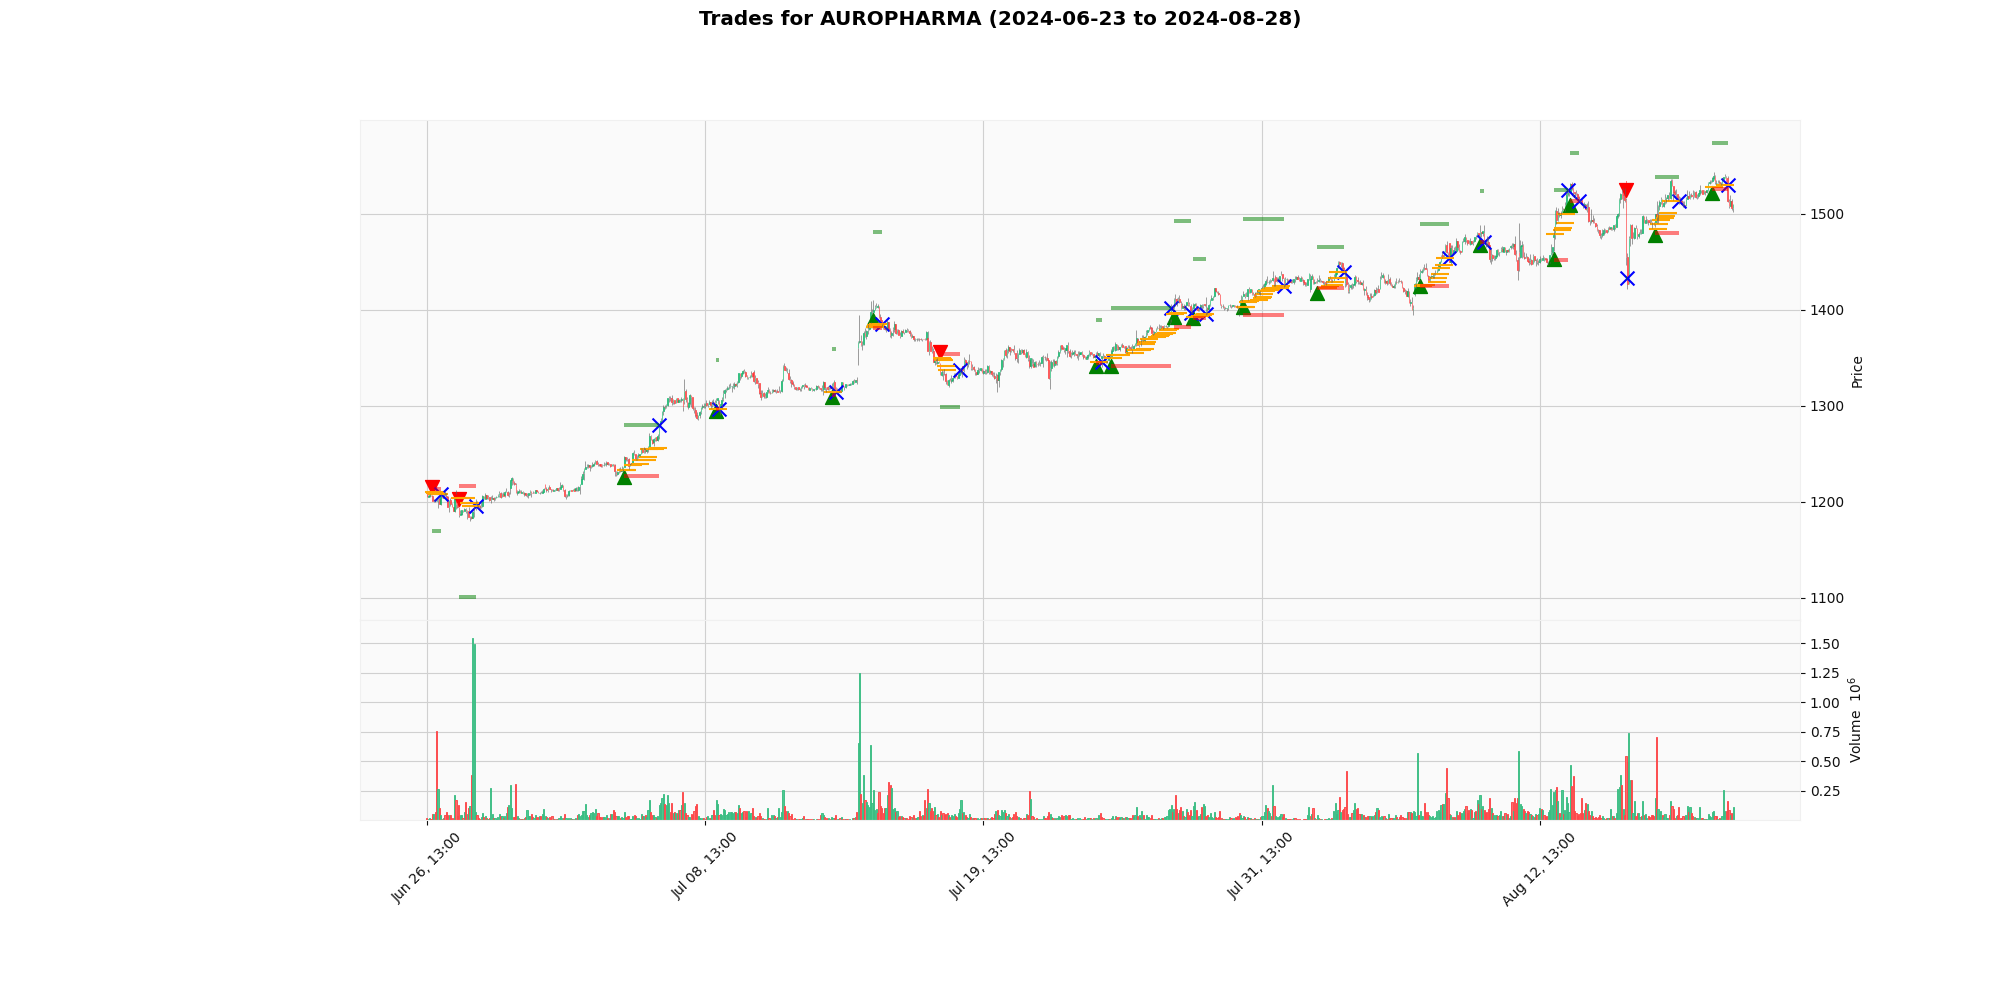 Trades for AUROPHARMA (2024-06-23 to 2024-08-28)
1500
1400
1300
1200
1100
Price
1.50
1.25
1.00
0.75
0.50
0.25
Volume 10⁶
Jun 26, 13:00
Jul 08, 13:00
Jul 19, 13:00
Jul 31, 13:00
Aug 12, 13:00